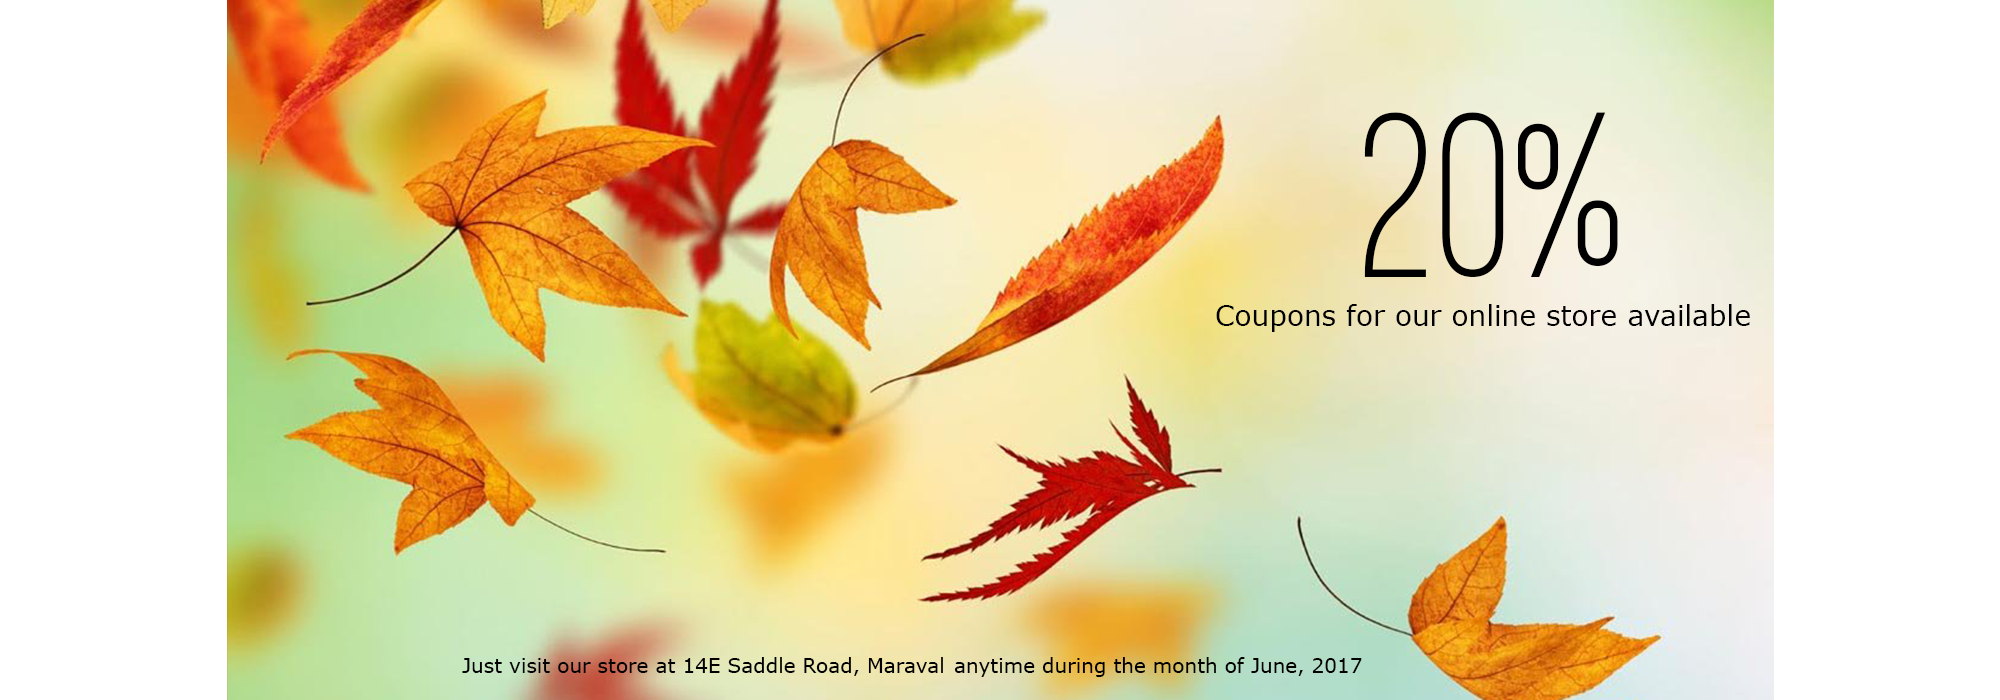 20%
Coupons for our online store available
Just visit our store at 14E Saddle Road, Maraval anytime during the month of June, 2017